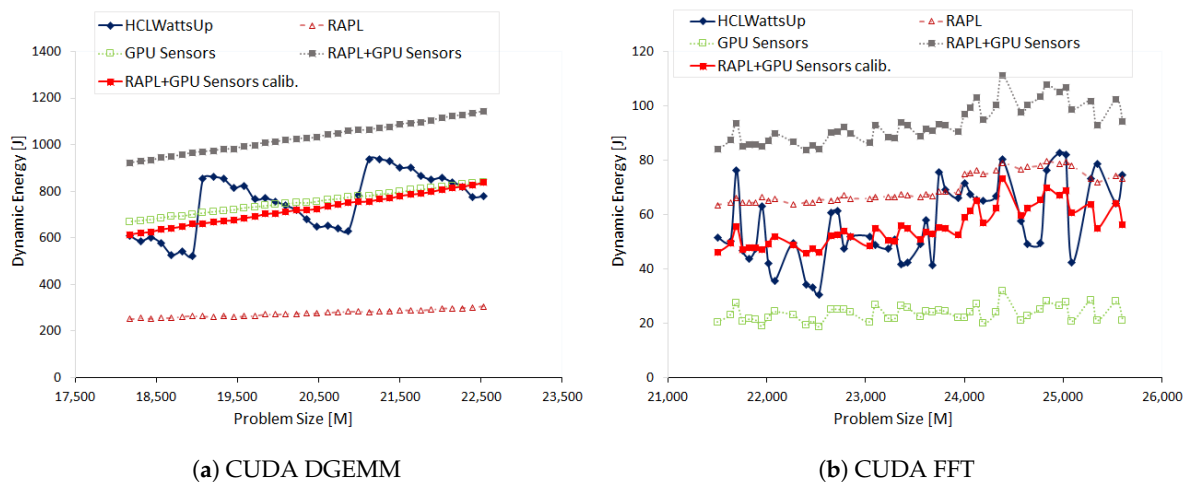 HCLWattsUp RAPL
GPU Sensors RAPL+GPU Sensors
RAPL+GPU Sensors calib.
1400
1200
1000
800
600
400
200
0
Dynamic Energy [J]
17,500 18,500 19,500 20,500 21,500 22,500 23,500
Problem Size [M]
(a) CUDA DGEMM
HCLWattsUp RAPL
GPU Sensors RAPL+GPU Sensors
RAPL+GPU Sensors calib.
120
100
80
60
40
20
0
Dynamic Energy [J]
21,000 22,000 23,000 24,000 25,000 26,000
Problem Size [M]
(b) CUDA FFT